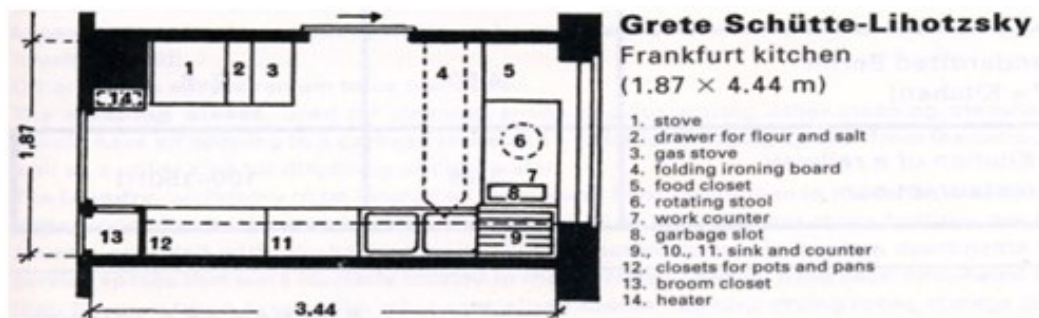 1,87
3,44
1
2
3
4
5
6
7
8
9
11
12
13
14
Grete Schütte-Lihotzsky
Frankfurt kitchen
(1.87 × 4.44 m)
1. stove
2. drawer for flour and salt
3. gas stove
4. folding ironing board
5. food closet
6. rotating stool
7. work counter
8. garbage slot
9., 10., 11. sink and counter
12. closets for pots and pans
13. broom closet
14. heater